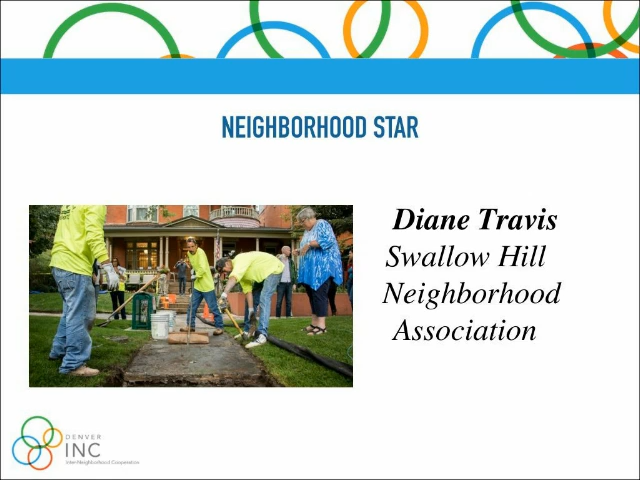 NEIGHBORHOOD STAR
Diane Travis
Swallow Hill
Neighborhood
Association
DENVER
INC
Inter-Neighborhood Cooperation